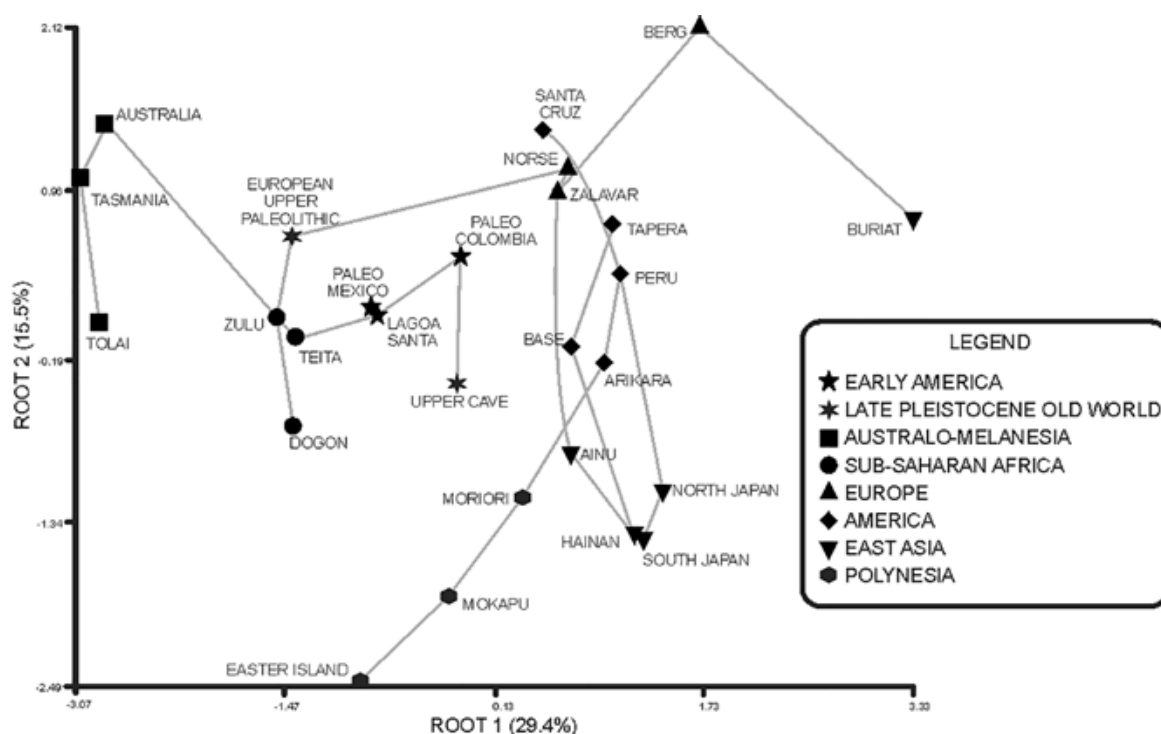 2.12
BERG
SANTA
CRUZ
AUSTRALIA
NORSE
EUROPEAN
UPPER
PALEOLITHIC
0.96
TASMANIA
ZALAVAR
PALEO
COLOMBIA
TAPERA
BURIAT
PALEO
MEXICO
PERU
ZULU
LAGOA
SANTA
TOLAI
TEITA
BASE
-0.19
ARIKARA
UPPER CAVE
DOGON
AINU
MORIORI
NORTH JAPAN
-1.34
HAINAN
SOUTH JAPAN
MOKAPU
EASTER ISLAND
-2.49
-3.07
-1.47
0.13
1.73
3.33
ROOT 1 (29.4%)
ROOT 2 (15.5%)
LEGEND
EARLY AMERICA
LATE PLEISTOCENE OLD WORLD
AUSTRALO-MELANESIA
SUB-SAHARAN AFRICA
EUROPE
AMERICA
EAST ASIA
POLYNESIA